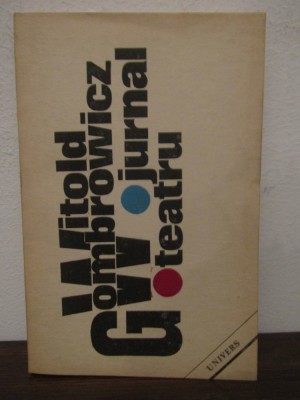 Witold
Gombrowicz
jurnal
teatru
UNIVERS